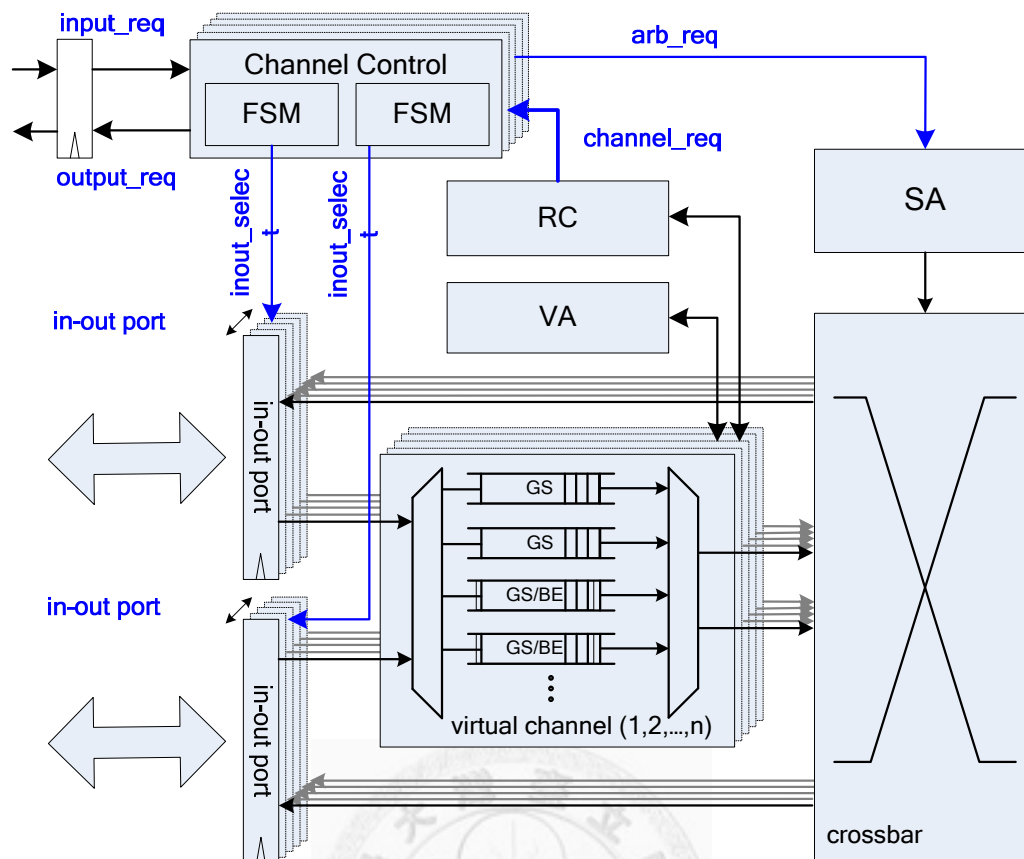 input_req
arb_req
Channel Control
FSM
FSM
channel_req
output_req
inout_selec
t
inout_selec
t
RC
SA
VA
in-out port
in-out port
GS
GS
GS/BE
in-out port
GS/BE
in-out port
virtual channel (1,2,...,n)
crossbar